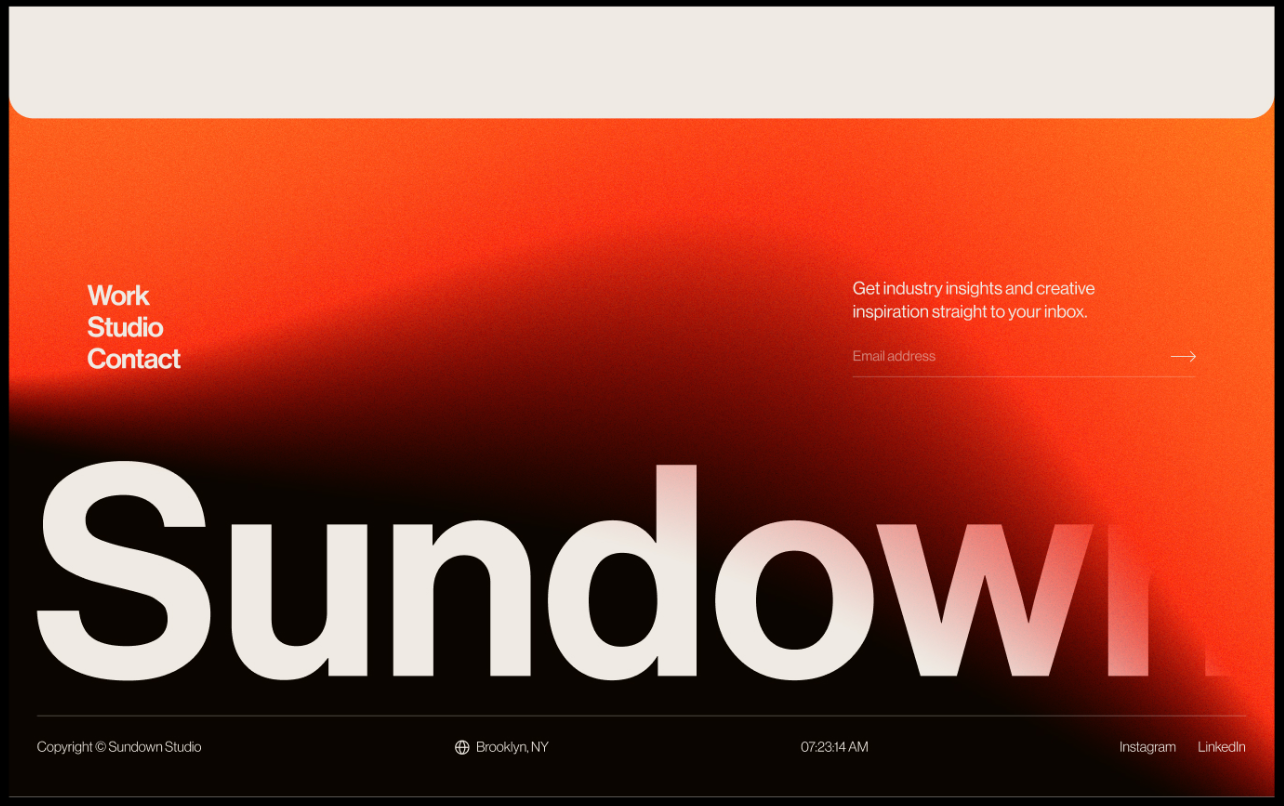 Work
Studio
Contact
Get industry insights and creative
inspiration straight to your inbox.
Email address
Sundown
Copyright © Sundown Studio
Brooklyn, NY
07:23:14 AM
Instagram
LinkedIn